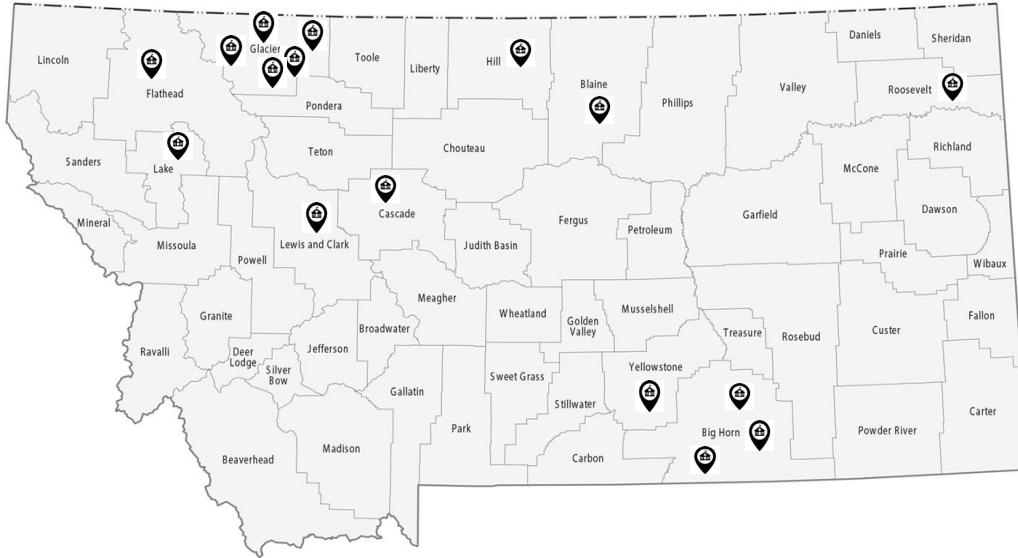 Lincoln
Flathead
Glacier
Toole
Liberty
Hill
Blaine
Phillips
Valley
Daniels
Sheridan
Roosevelt
Pondera
Sanders
Lake
Teton
Chouteau
McCone
Richland
Mineral
Missoula
Powell
Lewis and Clark
Cascade
Judith Basin
Fergus
Petroleum
Garfield
Dawson
Prairie
Wibaux
Granite
Ravalli
Deer
Lodge
Silver
Bow
Jefferson
Broadwater
Meagher
Wheatland
Golden
Valley
Musselshell
Treasure
Rosebud
Custer
Fallon
Gallatin
Sweet Grass
Yellowstone
Stillwater
Beaverhead
Madison
Park
Carbon
Big Horn
Powder River
Carter